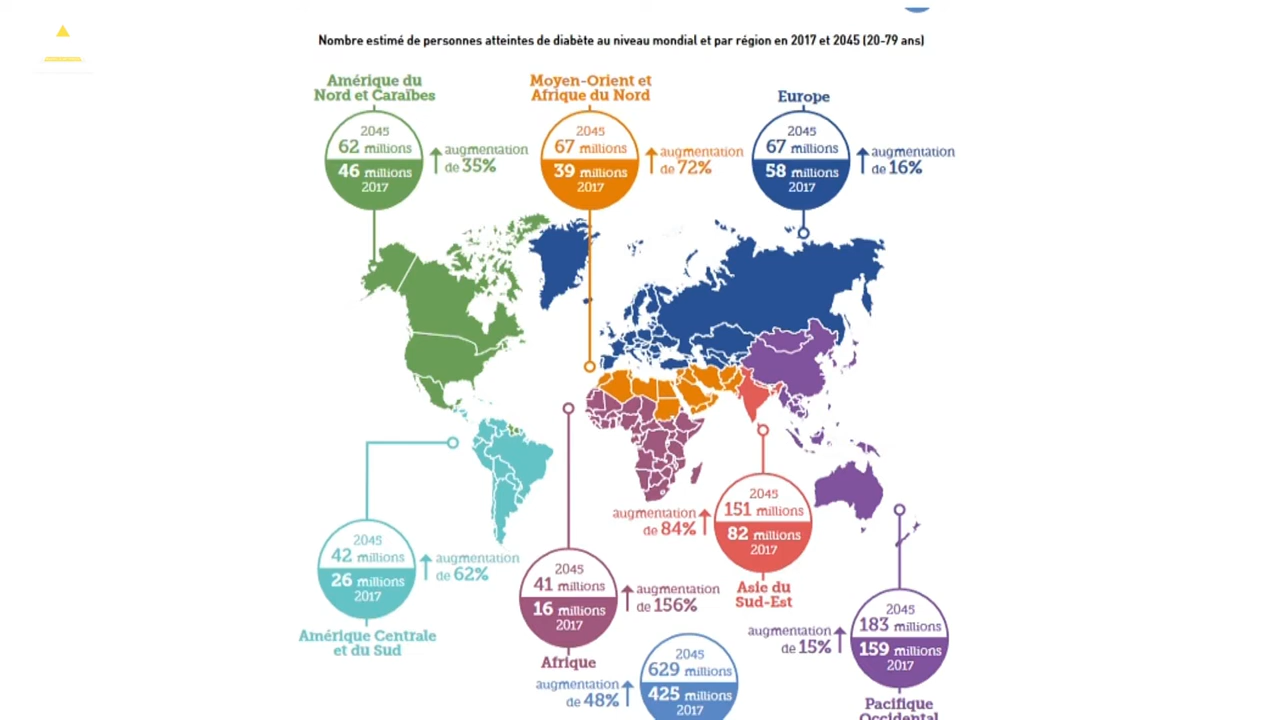 Nombre estimé de personnes atteintes de diabète au niveau mondial et par région en 2017 et 2045 (20-79 ans)
Amérique du
Nord et Caraïbes
2045
62 millions
46 millions
2017
augmentation
de 35%
Moyen-Orient et
Afrique du Nord
2045
67 millions
39 millions
2017
augmentation
de 72%
Europe
2045
67 millions
58 millions
2017
augmentation
de 16%
2045
42 millions
26 millions
2017
augmentation
de 62%
Amérique Centrale
et du Sud
2045
41 millions
16 millions
2017
augmentation
de 156%
Afrique
augmentation
de 84%
2045
151 millions
82 millions
2017
Asie du
Sud-Est
augmentation
de 15%
2045
183 millions
159 millions
2017
Pacifique
Occidental
augmentation
de 48%
2045
629 millions
425 millions
2017